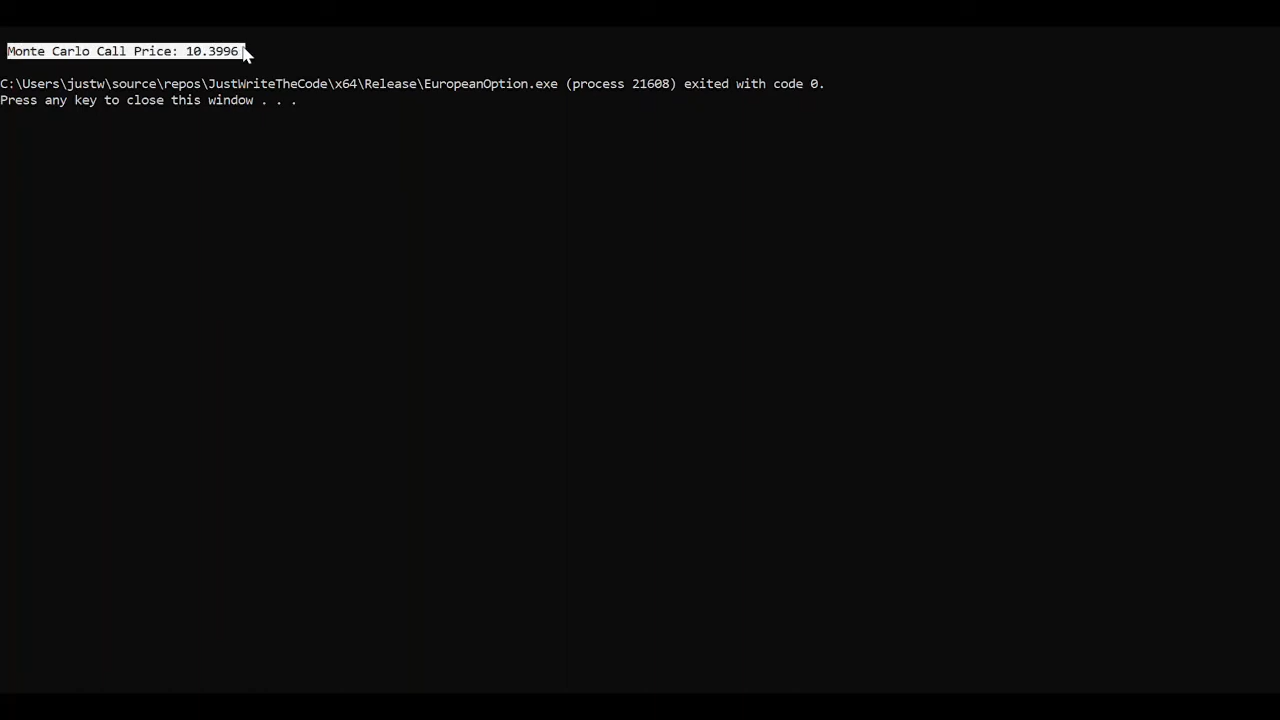 Monte Carlo Call Price: 10.3996
C:\Users\justw\source\repos\JustWriteTheCode\x64\Release\EuropeanOption.exe (process 21608) exited with code 0.
Press any key to close this window . . .